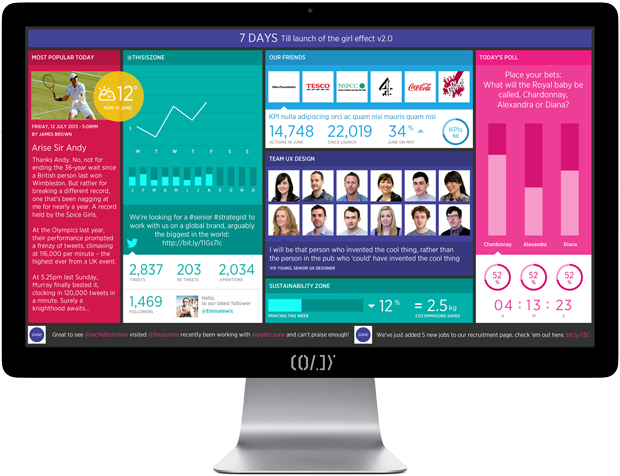 7 DAYS Till launch of the girl effect v2.0
MOST POPULAR TODAY
12°
MON 10 JUNE
FRIDAY, 12 JULY 2013 - 5:08PM
BY JAMES BROWN
Arise Sir Andy
Thanks Andy. No, not for
ending the 36-year wait since
a British person last won
Wimbledon. But rather for
breaking a different record,
one that's been nagging at
me for nearly a year. A record
held by the Spice Girls.
At the Olympics last year,
their performance prompted
a frenzy of tweets, climaxing
at 116,000 per minute – the
highest ever from a UK event.
At 5.25pm last Sunday,
Murray finally bested it,
clocking in 120,000 tweets in
a minute. Surely a
knighthood awaits...
@THISISZONE
M T W T F S S
J F M A M J J A S O N D
We're looking for a #senior #strategist to
work with us on a global brand, arguably
the biggest in the world:
http://bit.ly/11Gs7lc
2,837
TWEETS
203
RE TWEETS
2,034
@MENTIONS
1,469
FOLLOWERS
Hello,
to our latest follower
@Emmalewis
OUR FRIENDS
TESCO
NSPCC
4
Coca-Cola
KPI nulla adipiscing orci ac quam nisi mauris quam nisi
14,748
ACTIONS IN JUNE
22,019
SINCE LAUNCH
34 %
JUNE ON MAY
KPIs
hit
TEAM UX DESIGN
I will be that person who invented the cool thing, rather than
the person in the pub who 'could' have invented the cool thing
VIX YOUNG, SENIOR UX DESIGNER
SUSTAINABILITY ZONE
PRINTING THIS WEEK
12 %
= 2.5 kg
CO2 EMMISIONS SAVED
TODAY'S POLL
Place your bets:
What will the Royal baby be
called, Chardonnay,
Alexandra or Diana?
Chardonnay
Alexandra
Diana
52
%
52
%
52
%
04 : 13 : 23
H M S
zone
Great to see @rachelbotsman visited @thisiszone recently been working with @public zone and can't praise enough!
zone
We've just added 5 new jobs to our recruitment page, check 'em out here: bit.ly/13C